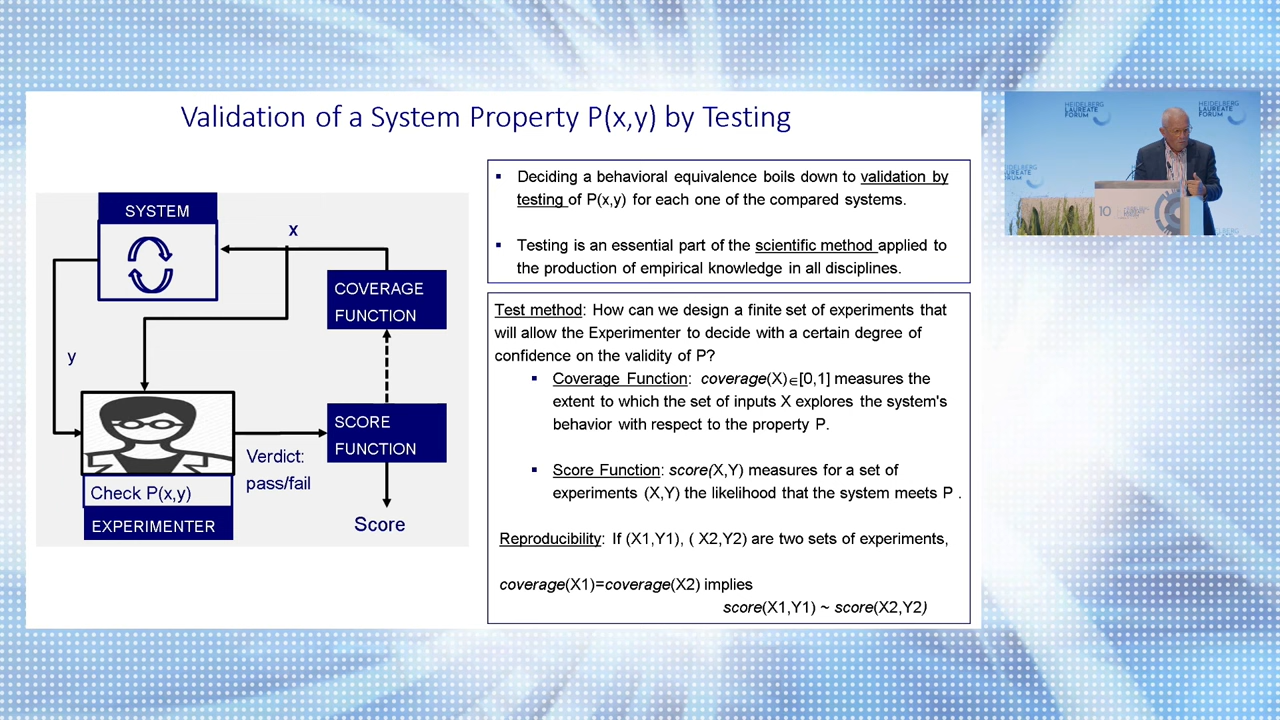 Validation of a System Property P(x,y) by Testing
SYSTEM
x
COVERAGE
FUNCTION
y
SCORE
FUNCTION
Verdict:
pass/fail
Check P(x,y)
EXPERIMENTER
Score
▪ Deciding a behavioral equivalence boils down to validation by
testing of P(x,y) for each one of the compared systems.
▪ Testing is an essential part of the scientific method applied to
the production of empirical knowledge in all disciplines.
Test method: How can we design a finite set of experiments that
will allow the Experimenter to decide with a certain degree of
confidence on the validity of P?
▪ Coverage Function: coverage(X)∈[0,1] measures the
extent to which the set of inputs X explores the system's
behavior with respect to the property P.
▪ Score Function: score(X,Y) measures for a set of
experiments (X,Y) the likelihood that the system meets P .
Reproducibility: If (X1,Y1), ( X2,Y2) are two sets of experiments,
coverage(X1)=coverage(X2) implies
score(X1,Y1) ~ score(X2,Y2)
HEIDELBERG
LAUREATE
FORUM
HEIDELBERG
LAUREATE
FORUM
10